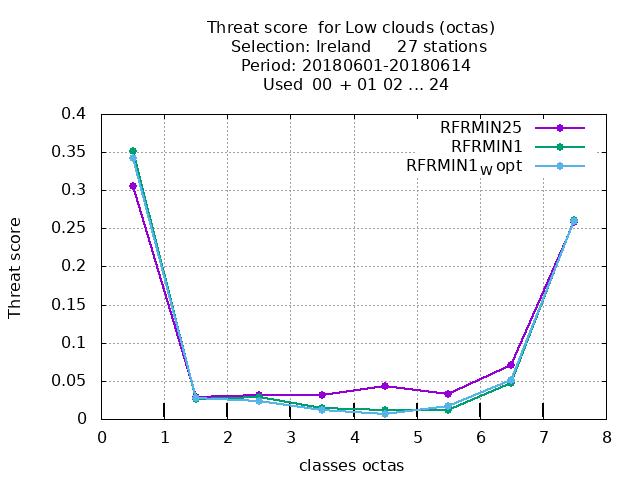 Threat score  for Low clouds (octas)
Selection: Ireland     27 stations
Period: 20180601-20180614
Used  00 + 01 02 ... 24
0.4
0.35
0.3
0.25
0.2
0.15
0.1
0.05
0
Threat score
RFRMIN25
RFRMIN1
RFRMIN1w opt
0 1 2 3 4 5 6 7 8
classes octas